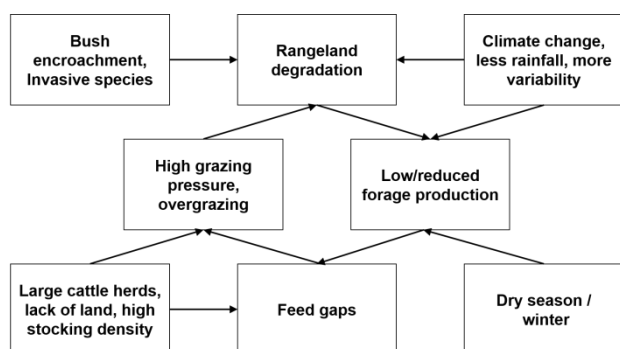 Bush
encroachment,
Invasive species
Rangeland
degradation
Climate change,
less rainfall, more
variability
High grazing
pressure,
overgrazing
Low/reduced
forage production
Large cattle herds,
lack of land, high
stocking density
Feed gaps
Dry season /
winter